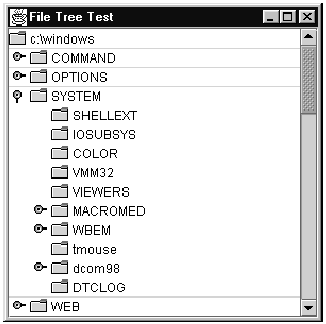 File Tree Test
c:\windows
COMMAND
OPTIONS
SYSTEM
SHELLEXT
IOSUBSYS
COLOR
VMM32
VIEWERS
MACROMED
WBEM
tmouse
dcom98
DTCLOG
WEB